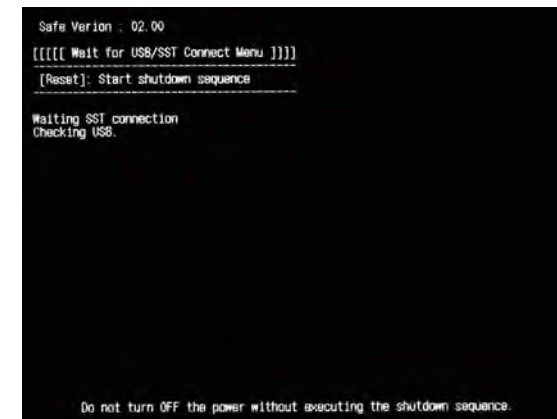 Safe Verion : 02.00
[[[[[ Wait for USB/SST Connect Menu ]]]]
[Reset]: Start shutdown sequence
Waiting SST connection
Checking USB.
Do not turn OFF the power without executing the shutdown sequence.